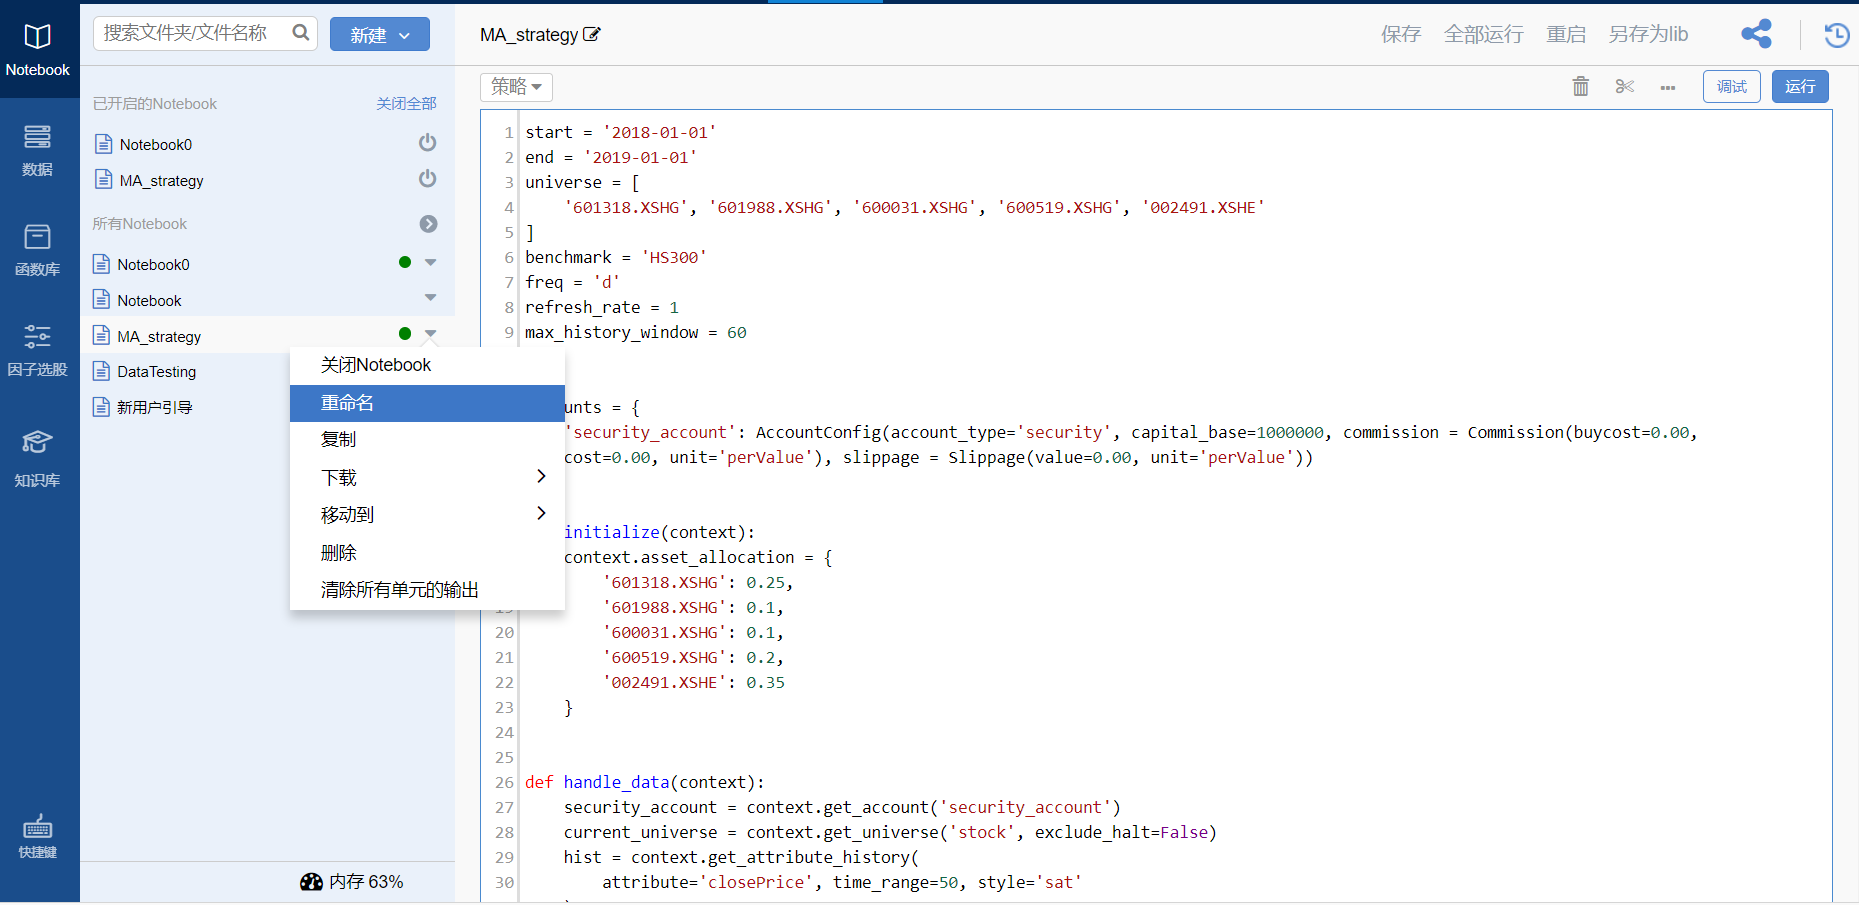 Notebook
数据
函数库
因子选股
知识库
快捷键
搜索文件夹/文件名称
新建
已开启的Notebook 关闭全部
Notebook0
MA_strategy
所有Notebook
Notebook0
Notebook
MA_strategy
DataTesting
新用户引导
关闭Notebook
重命名
复制
下载
移动到
删除
清除所有单元的输出
内存 63%
MA_strategy
保存 全部运行 重启 另存为lib
策略
调试 运行
1 start = '2018-01-01'
2 end = '2019-01-01'
3 universe = [
4 '601318.XSHG', '601988.XSHG', '600031.XSHG', '600519.XSHG', '002491.XSHE'
5 ]
6 benchmark = 'HS300'
7 freq = 'd'
8 refresh_rate = 1
9 max_history_window = 60
unts = {
'security_account': AccountConfig(account_type='security', capital_base=1000000, commission = Commission(buycost=0.00,
cost=0.00, unit='perValue'), slippage = Slippage(value=0.00, unit='perValue'))
initialize(context):
context.asset_allocation = {
'601318.XSHG': 0.25,
19 '601988.XSHG': 0.1,
20 '600031.XSHG': 0.1,
21 '600519.XSHG': 0.2,
22 '002491.XSHE': 0.35
23 }
24
25
26 def handle_data(context):
27 security_account = context.get_account('security_account')
28 current_universe = context.get_universe('stock', exclude_halt=False)
29 hist = context.get_attribute_history(
30 attribute='closePrice', time_range=50, style='sat'